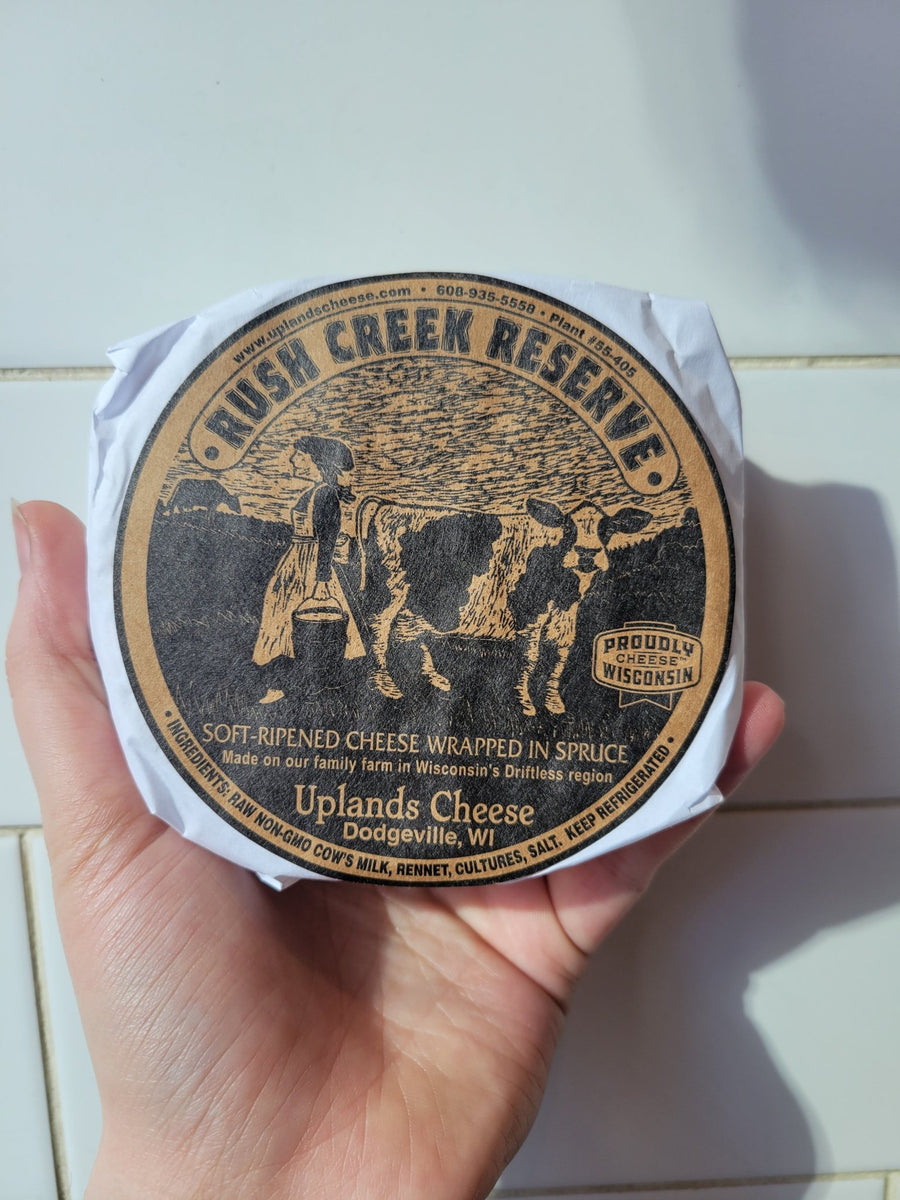 www.uplandscheese.com • 608-935-5558 • Plant #55-405
• RUSH CREEK RESERVE •
PROUDLY
CHEESE™
WISCONSIN
SOFT-RIPENED CHEESE WRAPPED IN SPRUCE
Made on our family farm in Wisconsin's Driftless region
Uplands Cheese
Dodgeville, WI
• INGREDIENTS: RAW NON-GMO COW'S MILK, RENNET, CULTURES, SALT. KEEP REFRIGERATED •